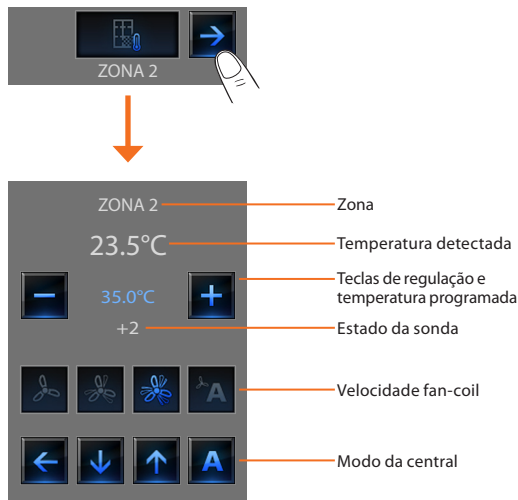 ZONA 2
ZONA 2
Zona
23.5°C
Temperatura detectada
35.0°C
Teclas de regulação e
temperatura programada
+2
Estado da sonda
A
Velocidade fan-coil
A
Modo da central